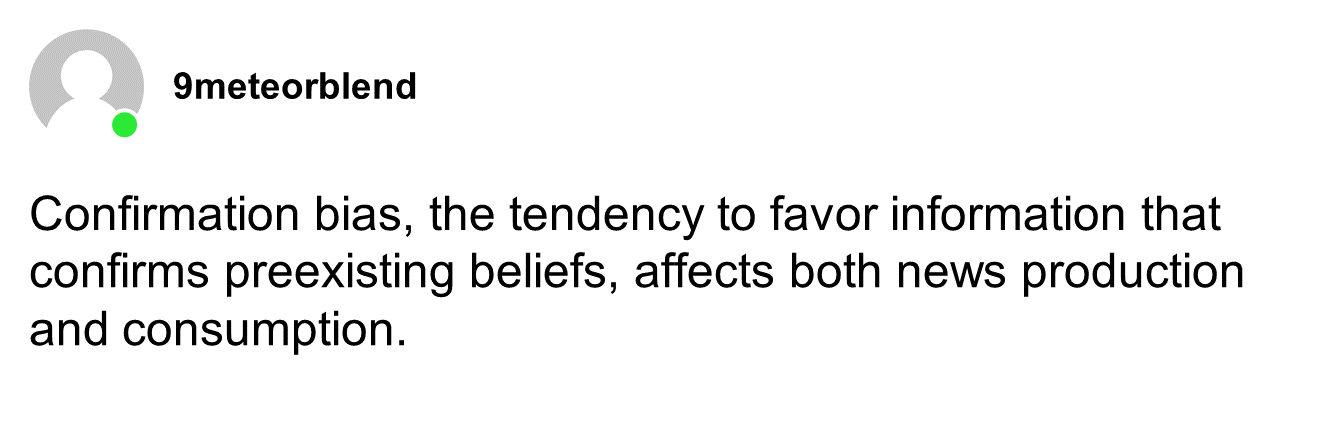 9meteorblend
Confirmation bias, the tendency to favor information that
confirms preexisting beliefs, affects both news production
and consumption.